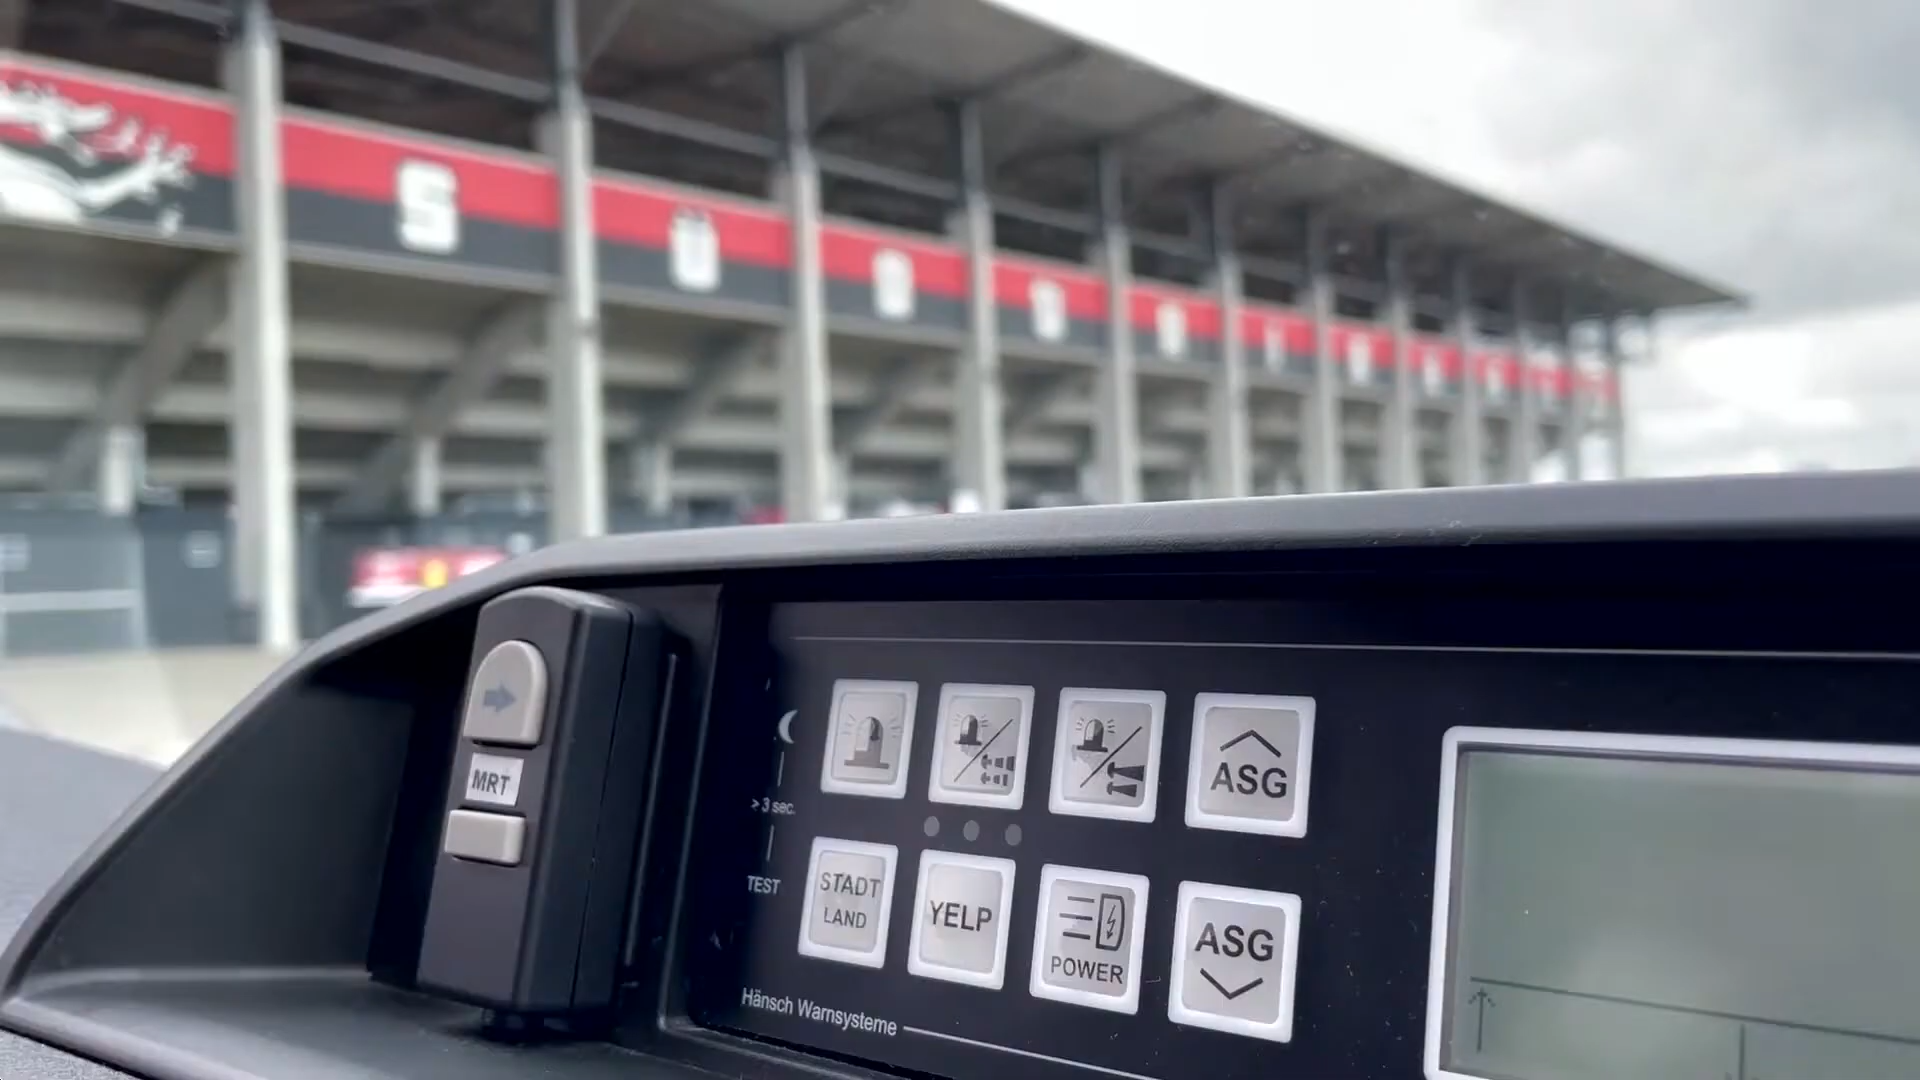 S
Ü
MRT
ASG
> 3 sec.
TEST
STADT
LAND
YELP
POWER
ASG
Hänsch Warnsysteme